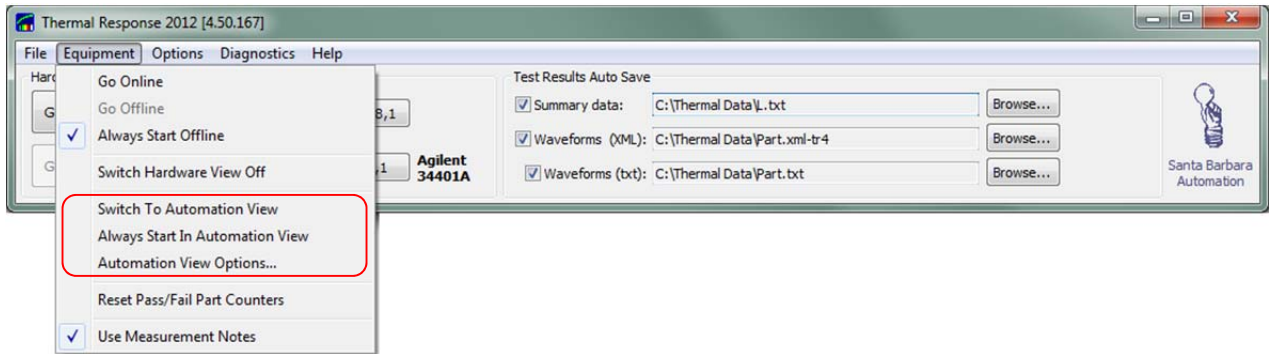 Thermal Response 2012 [4.50.167]
File Equipment Options Diagnostics Help
Go Online
Go Offline
Always Start Offline
Switch Hardware View Off
Switch To Automation View
Always Start In Automation View
Automation View Options...
Reset Pass/Fail Part Counters
Use Measurement Notes
Agilent
34401A
Test Results Auto Save
Summary data: C:\Thermal Data\L.txt Browse...
Waveforms (XML): C:\Thermal Data\Part.xml-tr4 Browse...
Waveforms (txt): C:\Thermal Data\Part.txt Browse...
Santa Barbara
Automation